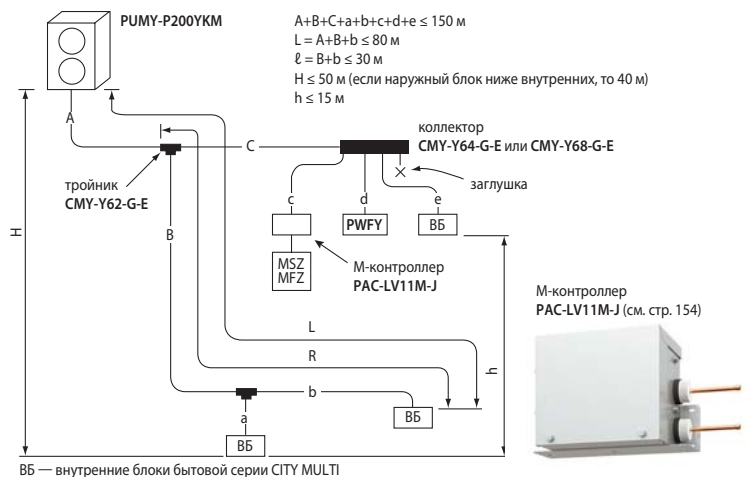 PUMY-P200YKM
A+B+C+a+b+c+d+e ≤ 150 м
L = A+B+b ≤ 80 м
ℓ = B+b ≤ 30 м
H ≤ 50 м (если наружный блок ниже внутренних, то 40 м)
h ≤ 15 м
A
C
коллектор
CMY-Y64-G-E или CMY-Y68-G-E
заглушка
тройник
CMY-Y62-G-E
c
d
e
PWFY
ВБ
B
H
MSZ
MFZ
М-контроллер
PAC-LV11M-J
М-контроллер
PAC-LV11M-J (см. стр. 154)
L
R
h
b
a
ВБ
ВБ
ВБ — внутренние блоки бытовой серии CITY MULTI